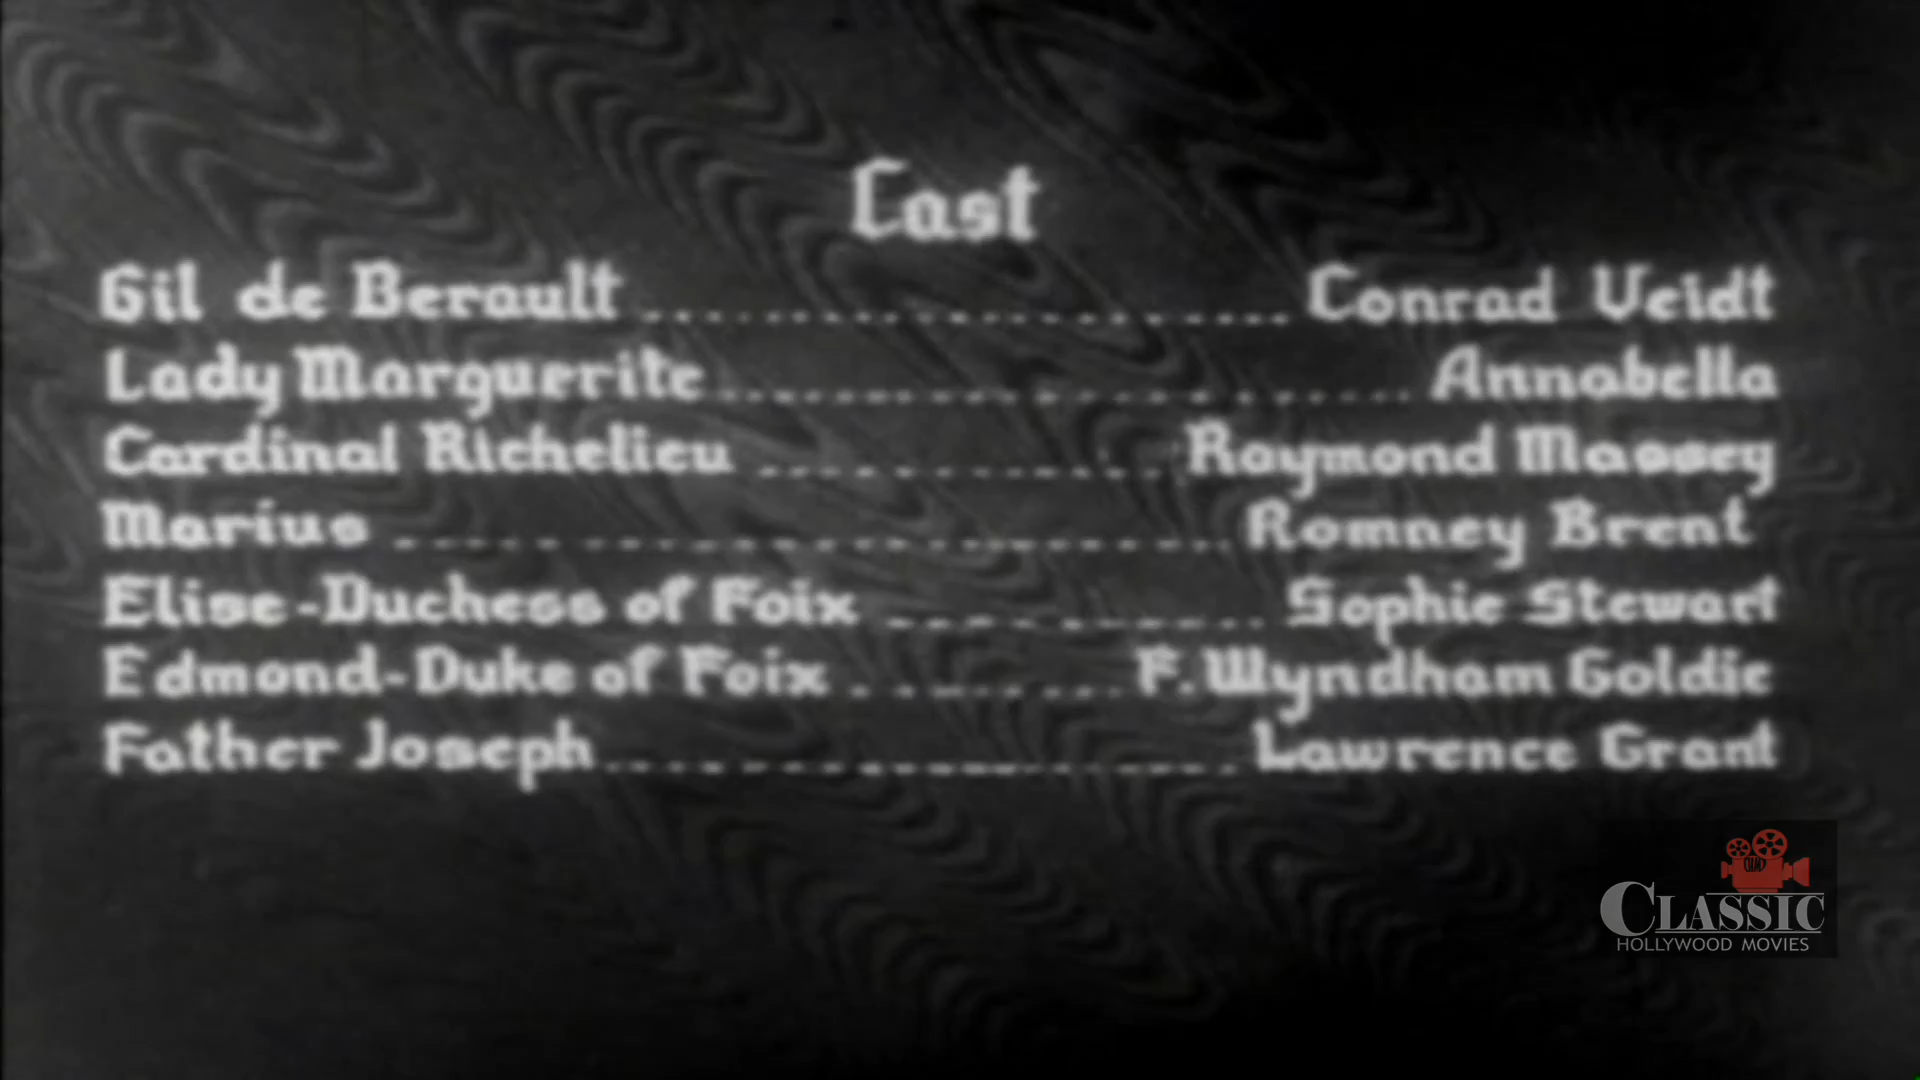 Cast
Gil de Berault .......................... Conrad Veidt
Lady Marguerite .......................... Annabella
Cardinal Richelieu .............. Raymond Massey
Marius .......................... Romney Brent
Elise-Duchess of Foix .............. Sophie Stewart
Edmond-Duke of Foix .......... F. Wyndham Goldie
Father Joseph .......................... Lawrence Grant
CLASSIC
HOLLYWOOD MOVIES